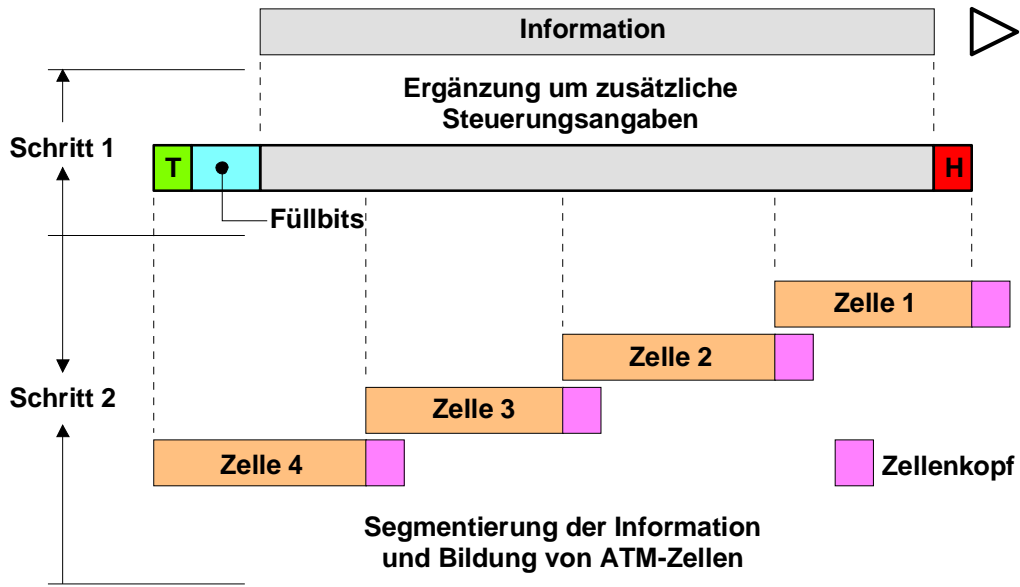 Information
Ergänzung um zusätzliche
Steuerungsangaben
Schritt 1
T
H
Füllbits
Zelle 1
Zelle 2
Schritt 2
Zelle 3
Zelle 4
Zellenkopf
Segmentierung der Information
und Bildung von ATM-Zellen